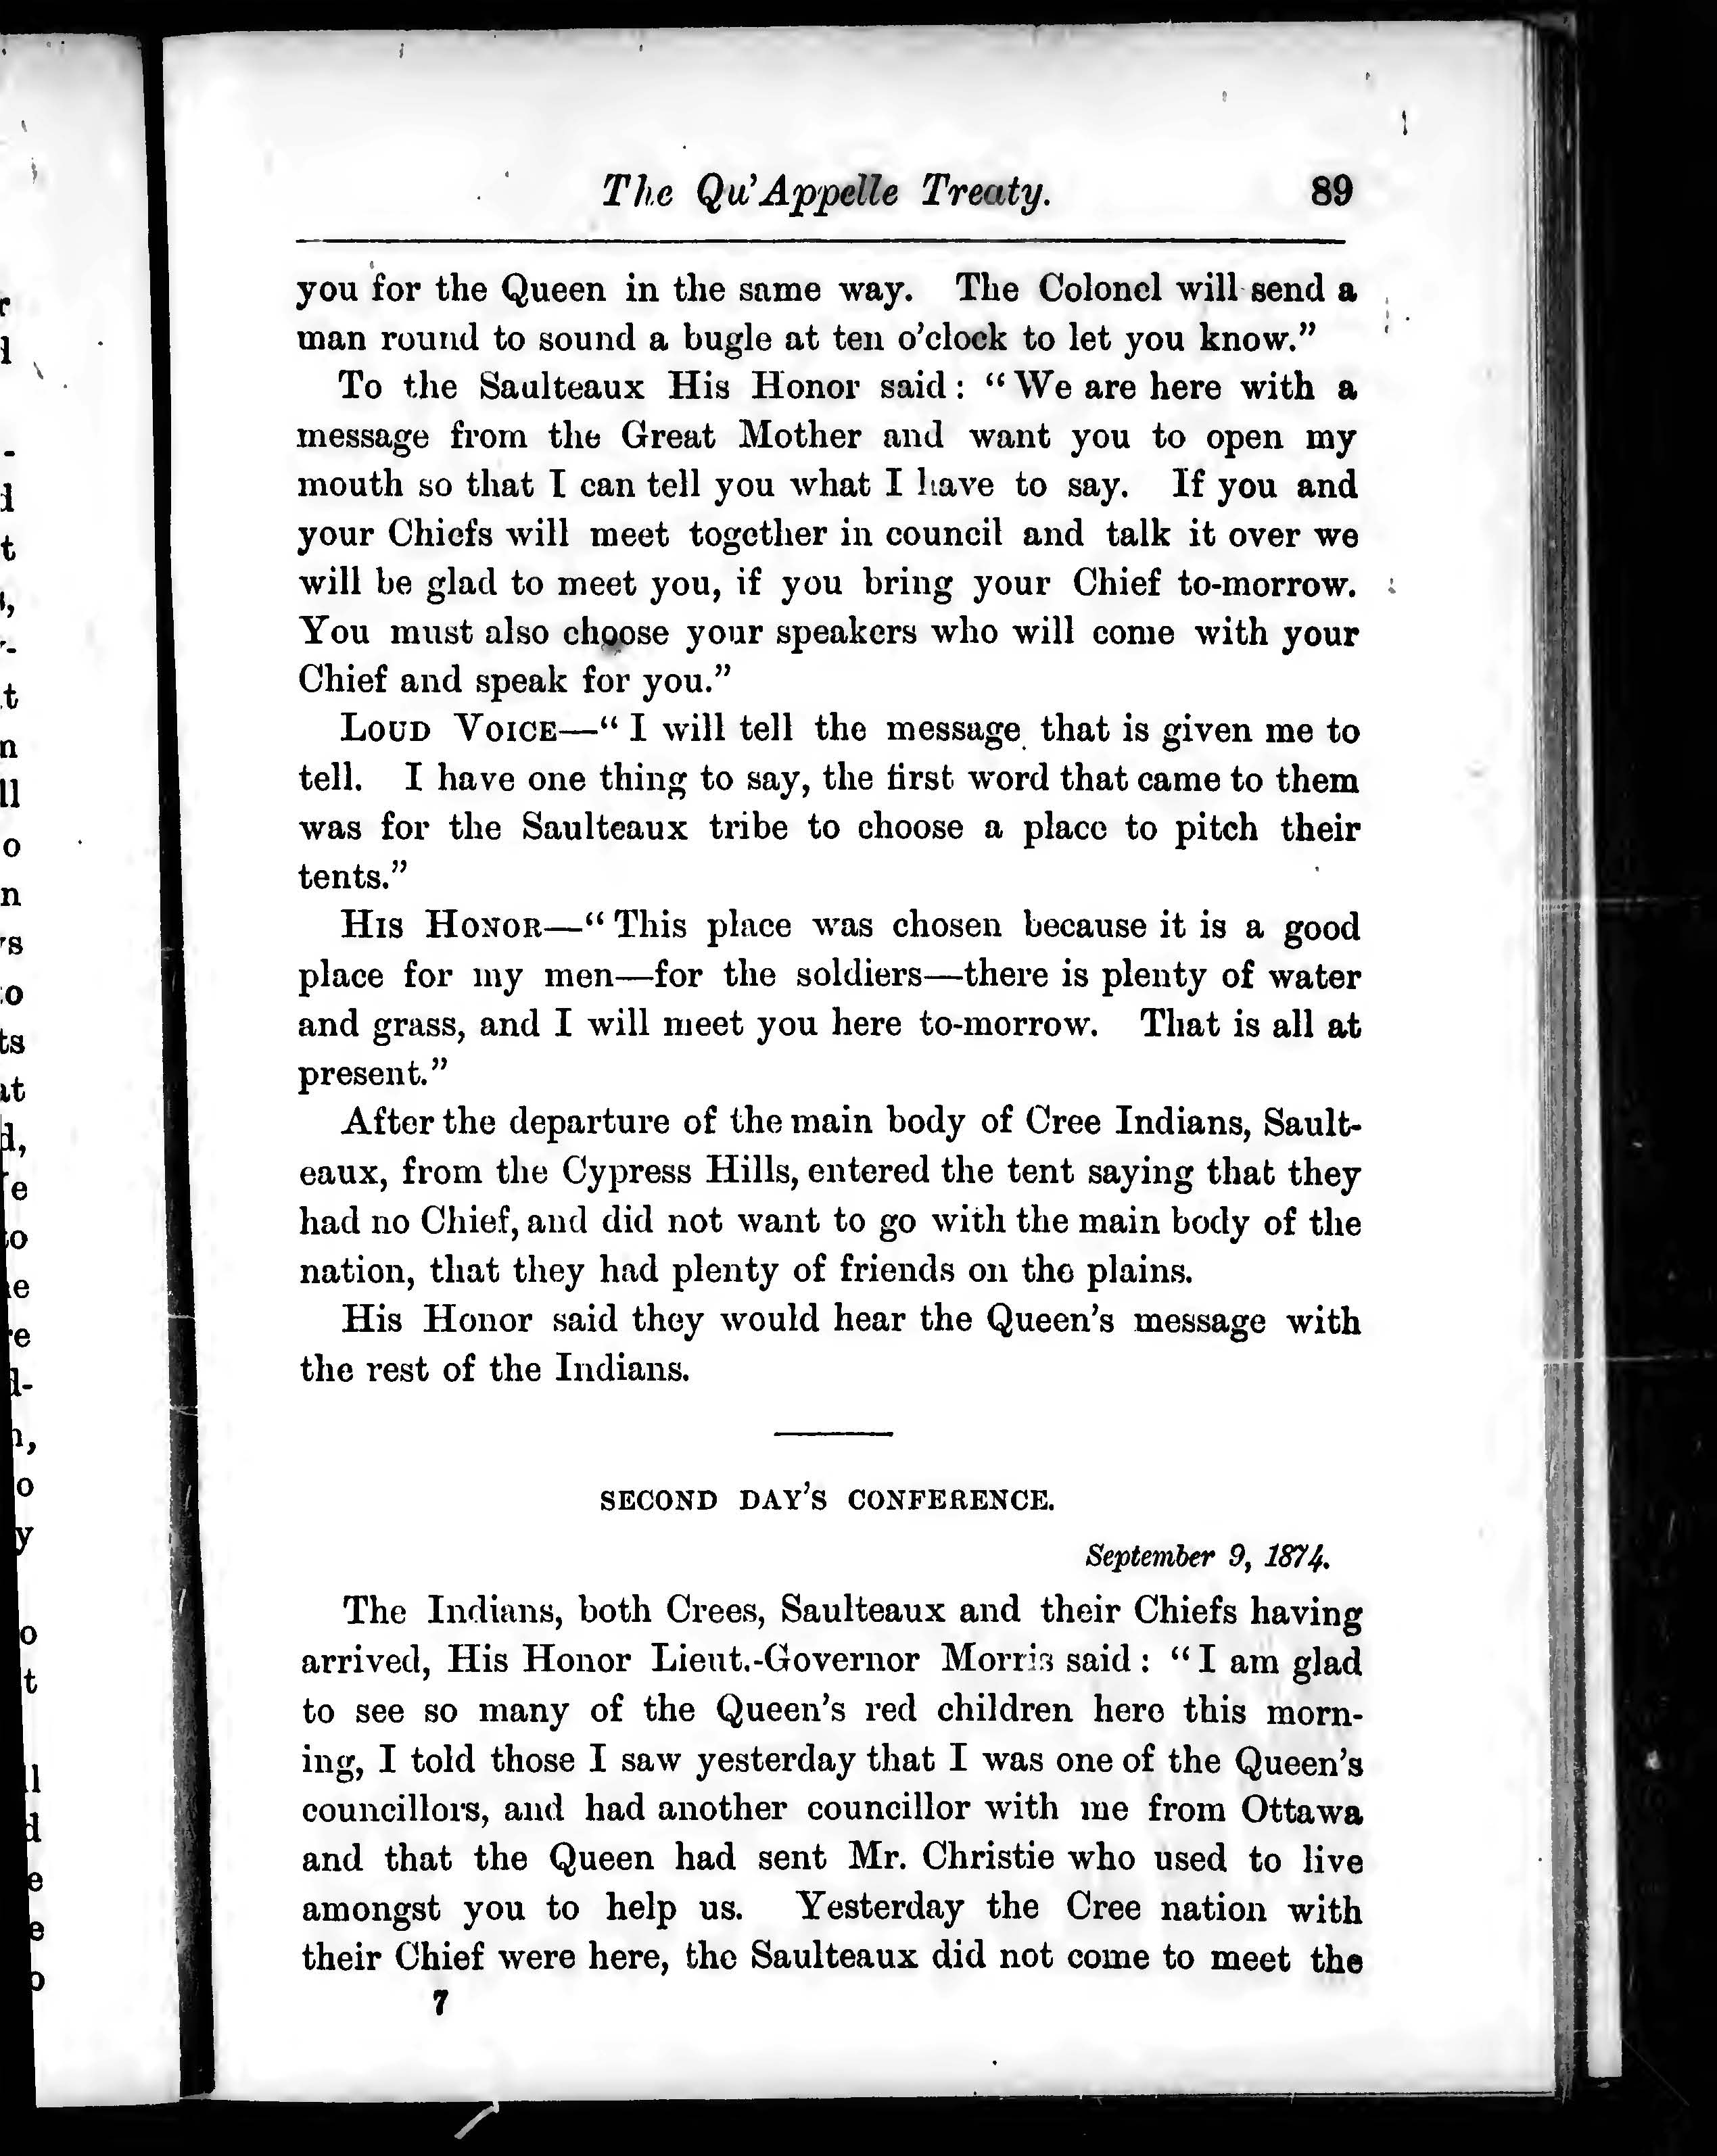 The Qu'Appelle Treaty. 89
you for the Queen in the same way. The Colonel will send a
man round to sound a bugle at ten o'clock to let you know."
To the Saulteaux His Honor said: "We are here with a
message from the Great Mother and want you to open my
mouth so that I can tell you what I have to say. If you and
your Chiefs will meet together in council and talk it over we
will be glad to meet you, if you bring your Chief to-morrow.
You must also choose your speakers who will come with your
Chief and speak for you."
LOUD VOICE—"I will tell the message that is given me to
tell. I have one thing to say, the first word that came to them
was for the Saulteaux tribe to choose a place to pitch their
tents."
HIS HONOR—"This place was chosen because it is a good
place for my men—for the soldiers—there is plenty of water
and grass, and I will meet you here to-morrow. That is all at
present."
After the departure of the main body of Cree Indians, Sault-
eaux, from the Cypress Hills, entered the tent saying that they
had no Chief, and did not want to go with the main body of the
nation, that they had plenty of friends on the plains.
His Honor said they would hear the Queen's message with
the rest of the Indians.
SECOND DAY'S CONFERENCE.
September 9, 1874.
The Indians, both Crees, Saulteaux and their Chiefs having
arrived, His Honor Lieut.-Governor Morris said: "I am glad
to see so many of the Queen's red children here this morn-
ing, I told those I saw yesterday that I was one of the Queen's
councillors, and had another councillor with me from Ottawa
and that the Queen had sent Mr. Christie who used to live
amongst you to help us. Yesterday the Cree nation with
their Chief were here, the Saulteaux did not come to meet the
7